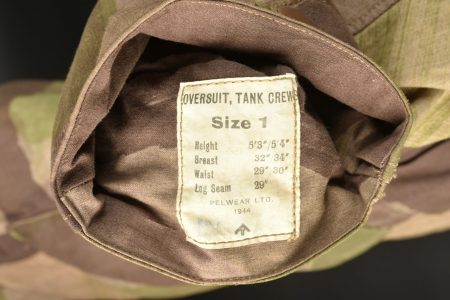 OVERSUIT, TANK CREWS
Size 1
Height 5'3"/5'4"
Breast 32" 34"
Waist 29" 30"
Leg Seam 29"
PELWEAR LTD.
1944